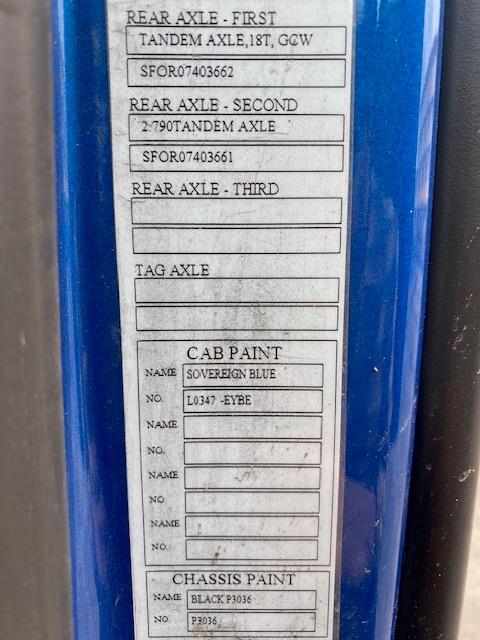 REAR AXLE - FIRST
TANDEM AXLE,18T, GCW
SFOR07403662
REAR AXLE - SECOND
2.790TANDEM AXLE
SFOR07403661
REAR AXLE - THIRD
TAG AXLE
CAB PAINT
NAME SOVEREIGN BLUE
NO. L0347 -EYBE
NAME
NO.
NAME
NO.
NAME
NO.
CHASSIS PAINT
NAME BLACK P3036
NO. P3036